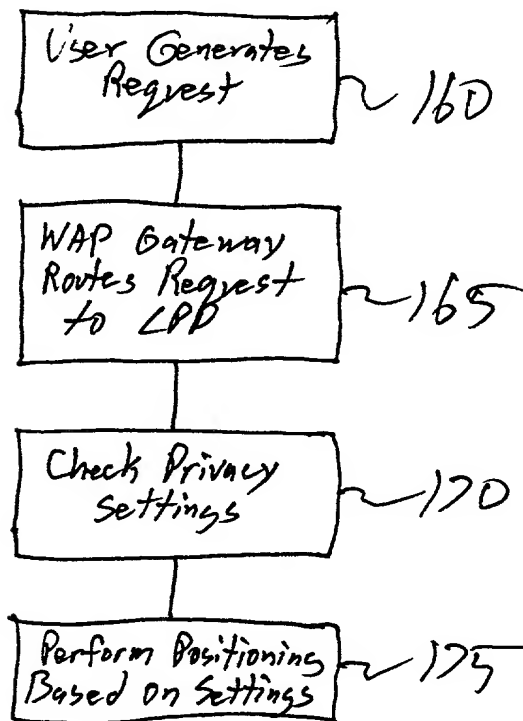 User Generates
Request
160
WAP Gateway
Routes Request
to LPD
165
Check Privacy
Settings
170
Perform Positioning
Based on Settings
175